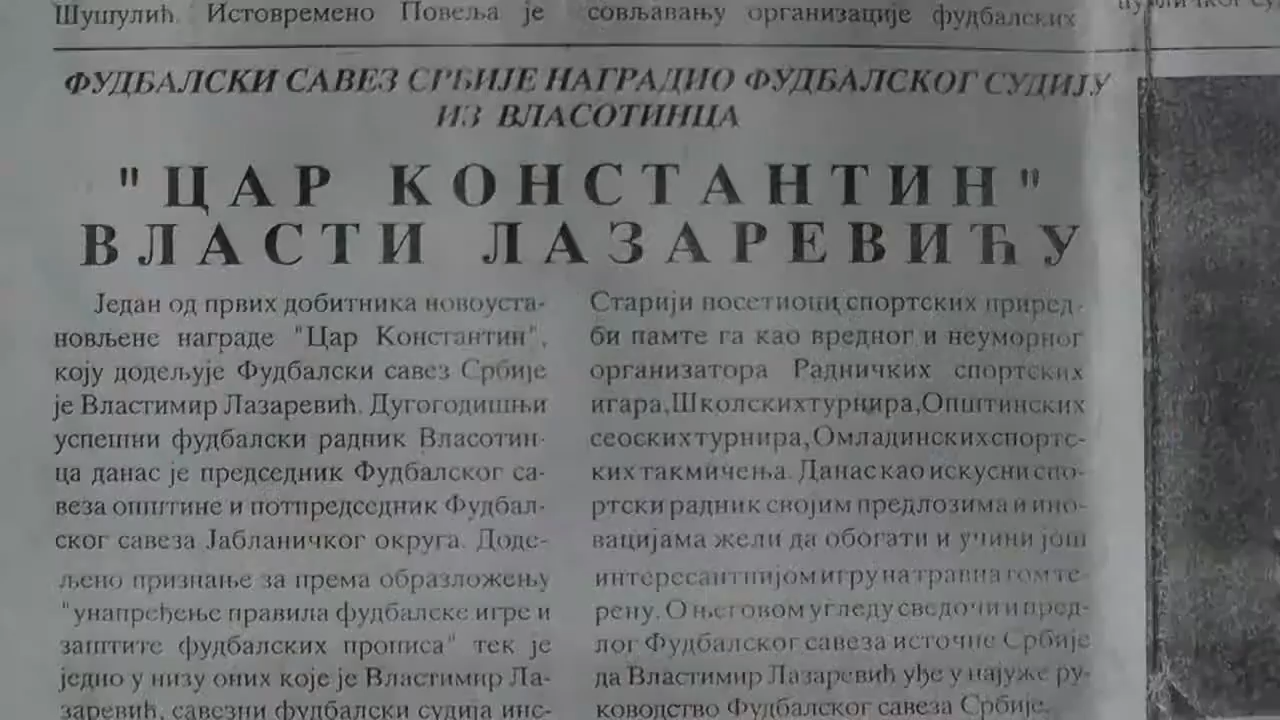 Шушулић. Истовремено Повеља је
ФУДБАЛСКИ САВЕЗ СРБИЈЕ НАГРАДИО ФУДБАЛСКОГ СУДИЈУ
ИЗ ВЛАСОТИНЦА
"ЦАР КОНСТАНТИН"
ВЛАСТИ ЛАЗАРЕВИЋУ
Један од првих добитника новоуста-
новљене награде "Цар Константин",
коју додељује Фудбалски савез Србије
је Властимир Лазаревић. Дугогодишњи
успешни фудбалски радник Власотин-
ца данас је председник Фудбалског са-
веза општине и потпредседник Фудбал-
ског савеза Јабланичког округа. Доде-
љено признање за према образложењу
"унапређење правила фудбалске игре и
заштите фудбалских прописа" тек је
једно у низу оних које је Властимир Ла-
заревић, савезни фудбалски судија инс-
совљавању организације фудбалских
Старији посетиоци спортских приред-
би памте га као вредног и неуморног
организатора Радничких спортских
игара,Школских турнира,Општинских
сеоских турнира,Омладинских спортс-
ких такмичења. Данас као искусни спо-
ртски радник својим предлозима и ино-
вацијама жели да обогати и учини још
интересантнијом игру на травнатом те-
рену. О његовом угледу сведочи и пред-
лог Фудбалског савеза источне Србије
да Властимир Лазаревић уђе у најуже ру-
ководство Фудбалског савеза Србије.